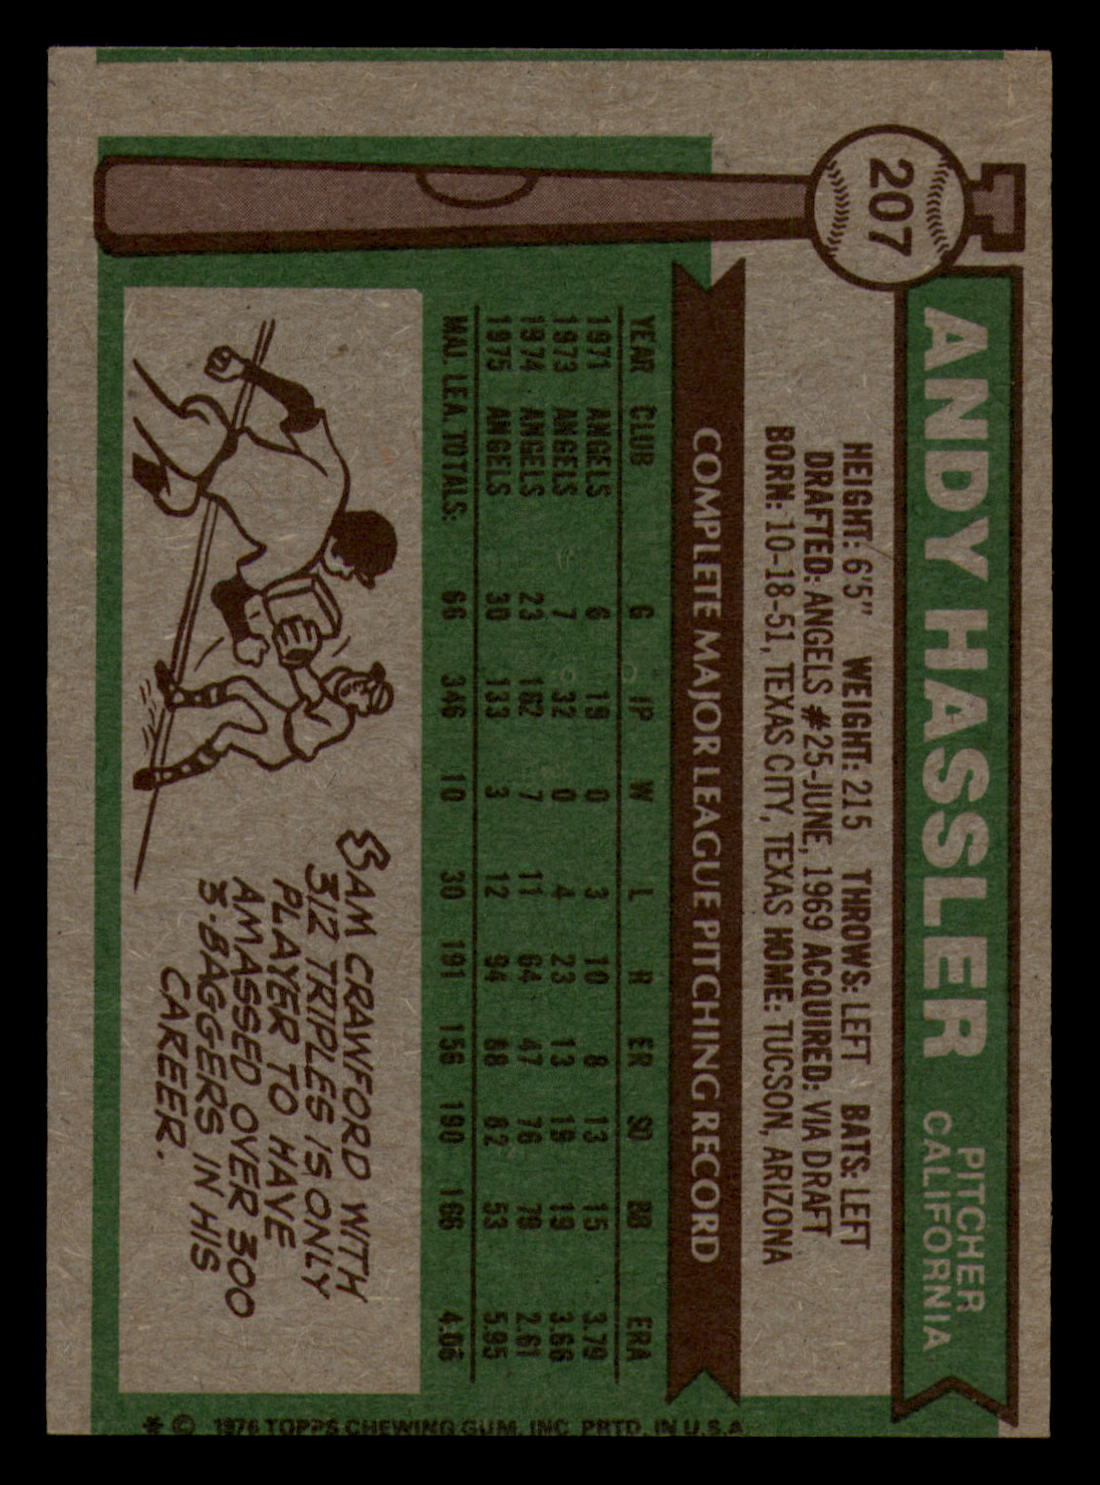 207
ANDY HASSLER
PITCHER
CALIFORNIA
HEIGHT: 6'5" WEIGHT: 215 THROWS: LEFT BATS: LEFT
DRAFTED: ANGELS #25-JUNE, 1969 ACQUIRED: VIA DRAFT
BORN: 10-18-51, TEXAS CITY, TEXAS HOME: TUCSON, ARIZONA
COMPLETE MAJOR LEAGUE PITCHING RECORD
YEAR CLUB G IP W L H ER SO BB ERA
1971 ANGELS 6 19 0 3 10 8 13 15 3.79
1973 ANGELS 7 32 0 4 23 13 19 19 3.66
1974 ANGELS 23 162 7 11 64 47 76 79 2.61
1975 ANGELS 30 133 3 12 94 88 82 53 5.95
MAJ. LEA. TOTALS: 66 346 10 30 191 156 190 166 4.06
SAM CRAWFORD WITH
312 TRIPLES IS ONLY
PLAYER TO HAVE
AMASSED OVER 300
3-BAGGERS IN HIS
CAREER.
* © 1976 TOPPS CHEWING GUM, INC. PRTD. IN U.S.A.